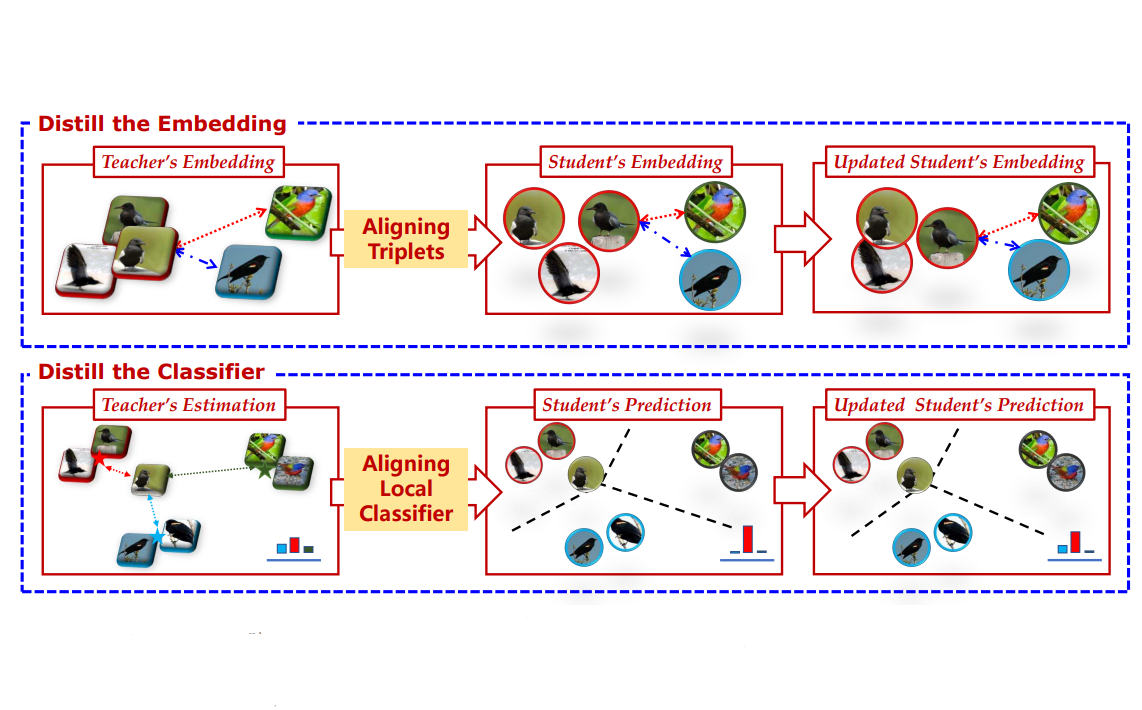 Distill the Embedding
Teacher's Embedding
Student's Embedding
Updated Student's Embedding
Aligning
Triplets
Distill the Classifier
Teacher's Estimation
Student's Prediction
Updated Student's Prediction
Aligning
Local
Classifier